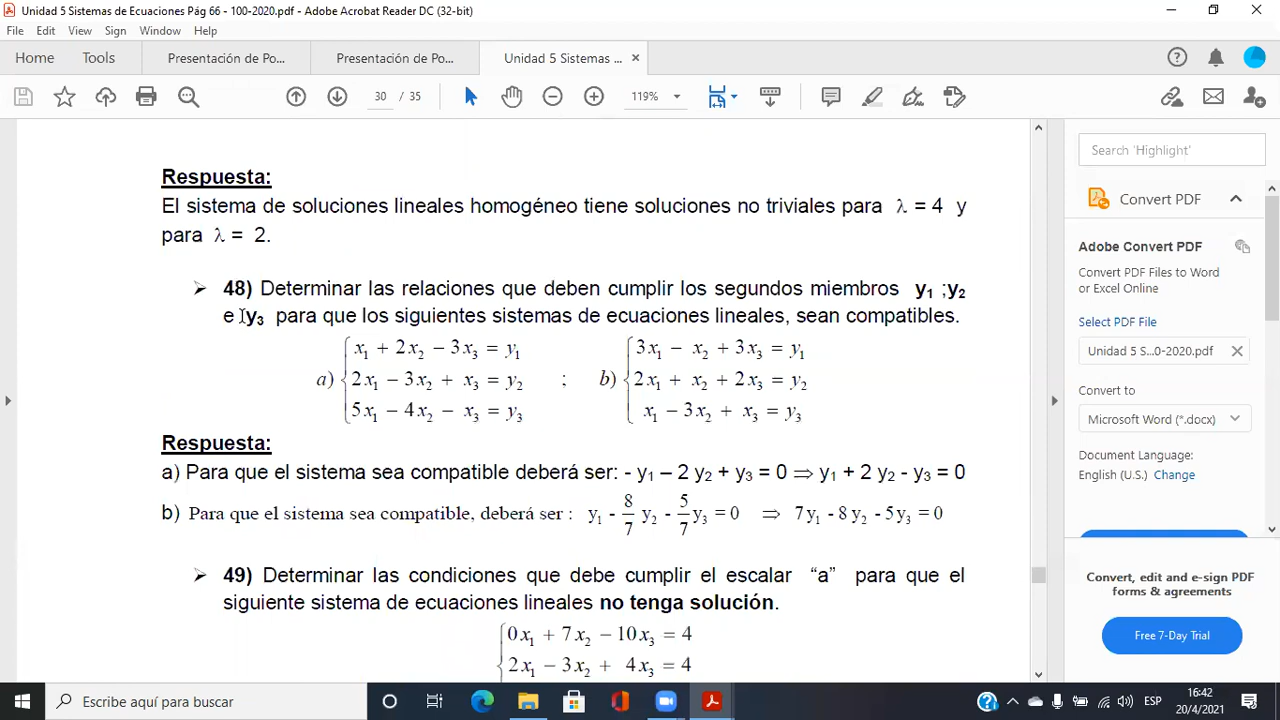 Unidad 5 Sistemas de Ecuaciones Pág 66 - 100-2020.pdf - Adobe Acrobat Reader DC (32-bit)
File Edit View Sign Window Help
Home Tools Presentación de Po... Presentación de Po... Unidad 5 Sistemas ... ×
30 / 35 119%
Respuesta:
El sistema de soluciones lineales homogéneo tiene soluciones no triviales para λ = 4 y
para λ = 2.
➢ 48) Determinar las relaciones que deben cumplir los segundos miembros y₁ ;y₂
e y₃ para que los siguientes sistemas de ecuaciones lineales, sean compatibles.
a) { x₁ + 2x₂ − 3x₃ = y₁
2x₁ − 3x₂ + x₃ = y₂
5x₁ − 4x₂ − x₃ = y₃
;
b) { 3x₁ − x₂ + 3x₃ = y₁
2x₁ + x₂ + 2x₃ = y₂
x₁ − 3x₂ + x₃ = y₃
Respuesta:
a) Para que el sistema sea compatible deberá ser: - y₁ – 2 y₂ + y₃ = 0 ⇒ y₁ + 2 y₂ - y₃ = 0
b) Para que el sistema sea compatible, deberá ser : y₁ - 8/7 y₂ - 5/7 y₃ = 0 ⇒ 7y₁ - 8y₂ - 5y₃ = 0
➢ 49) Determinar las condiciones que debe cumplir el escalar “a” para que el
siguiente sistema de ecuaciones lineales no tenga solución.
{ 0x₁ + 7x₂ − 10x₃ = 4
2x₁ − 3x₂ + 4x₃ = 4
Search 'Highlight'
Convert PDF
Adobe Convert PDF
Convert PDF Files to Word
or Excel Online
Select PDF File
Unidad 5 S...0-2020.pdf ×
Convert to
Microsoft Word (*.docx)
Document Language:
English (U.S.) Change
Convert, edit and e-sign PDF
forms & agreements
Free 7-Day Trial
Escribe aquí para buscar
ESP
16:42
20/4/2021